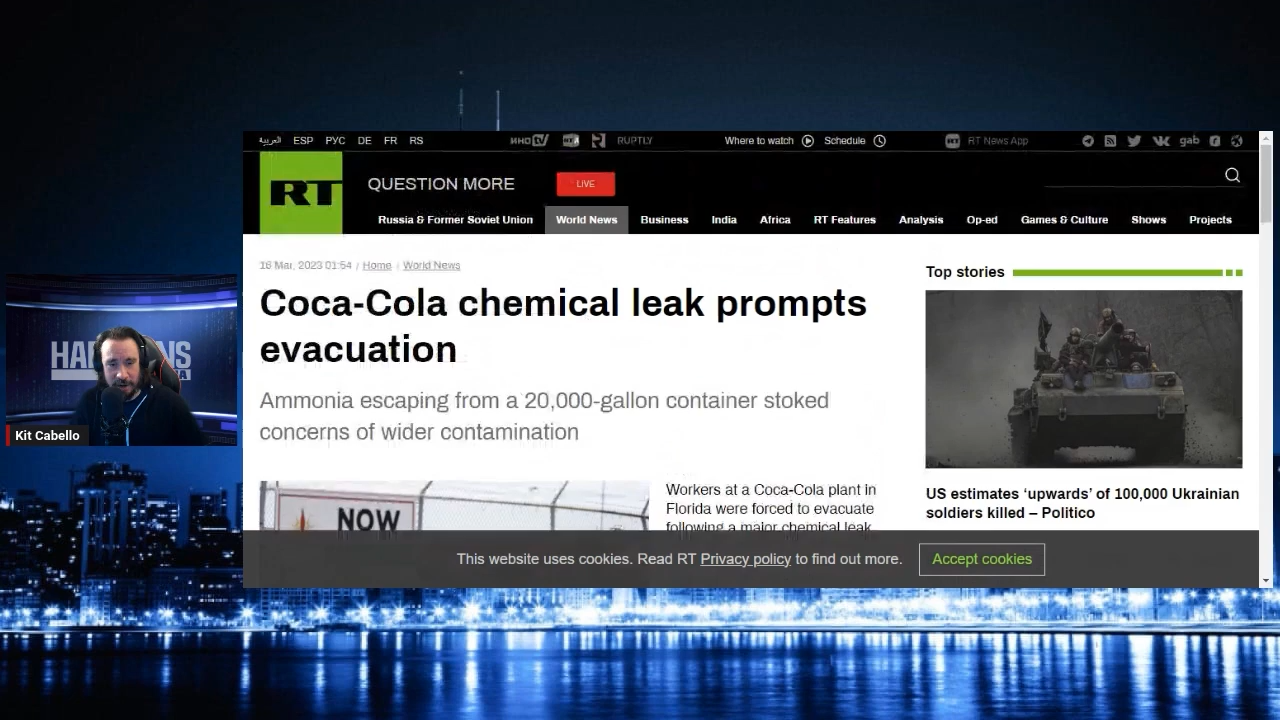 العربية ESP РУС DE FR RS ИНОTV RUPTLY Where to watch Schedule RT News App gab
RT QUESTION MORE LIVE
Russia & Former Soviet Union World News Business India Africa RT Features Analysis Op-ed Games & Culture Shows Projects
16 Mar, 2023 01:54 / Home / World News
Coca-Cola chemical leak prompts
evacuation
Ammonia escaping from a 20,000-gallon container stoked
concerns of wider contamination
NOW
Workers at a Coca-Cola plant in
Florida were forced to evacuate
following a major chemical leak
Top stories
US estimates ‘upwards’ of 100,000 Ukrainian
soldiers killed – Politico
This website uses cookies. Read RT Privacy policy to find out more. Accept cookies
Kit Cabello